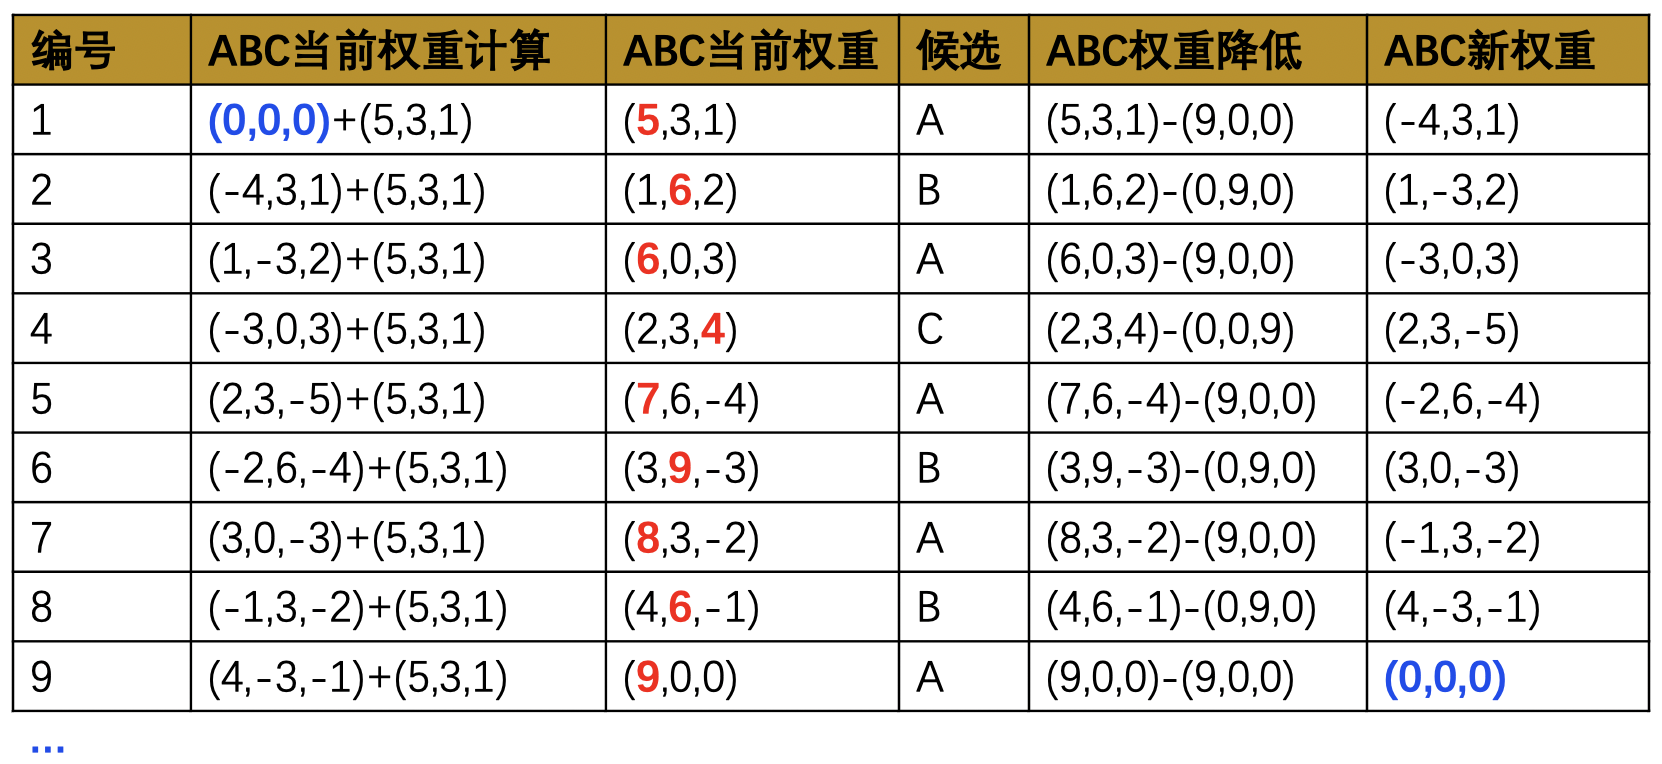 编号 ABC当前权重计算 ABC当前权重 候选 ABC权重降低 ABC新权重
1 (0,0,0)+(5,3,1) (5,3,1) A (5,3,1)-(9,0,0) (-4,3,1)
2 (-4,3,1)+(5,3,1) (1,6,2) B (1,6,2)-(0,9,0) (1,-3,2)
3 (1,-3,2)+(5,3,1) (6,0,3) A (6,0,3)-(9,0,0) (-3,0,3)
4 (-3,0,3)+(5,3,1) (2,3,4) C (2,3,4)-(0,0,9) (2,3,-5)
5 (2,3,-5)+(5,3,1) (7,6,-4) A (7,6,-4)-(9,0,0) (-2,6,-4)
6 (-2,6,-4)+(5,3,1) (3,9,-3) B (3,9,-3)-(0,9,0) (3,0,-3)
7 (3,0,-3)+(5,3,1) (8,3,-2) A (8,3,-2)-(9,0,0) (-1,3,-2)
8 (-1,3,-2)+(5,3,1) (4,6,-1) B (4,6,-1)-(0,9,0) (4,-3,-1)
9 (4,-3,-1)+(5,3,1) (9,0,0) A (9,0,0)-(9,0,0) (0,0,0)
...